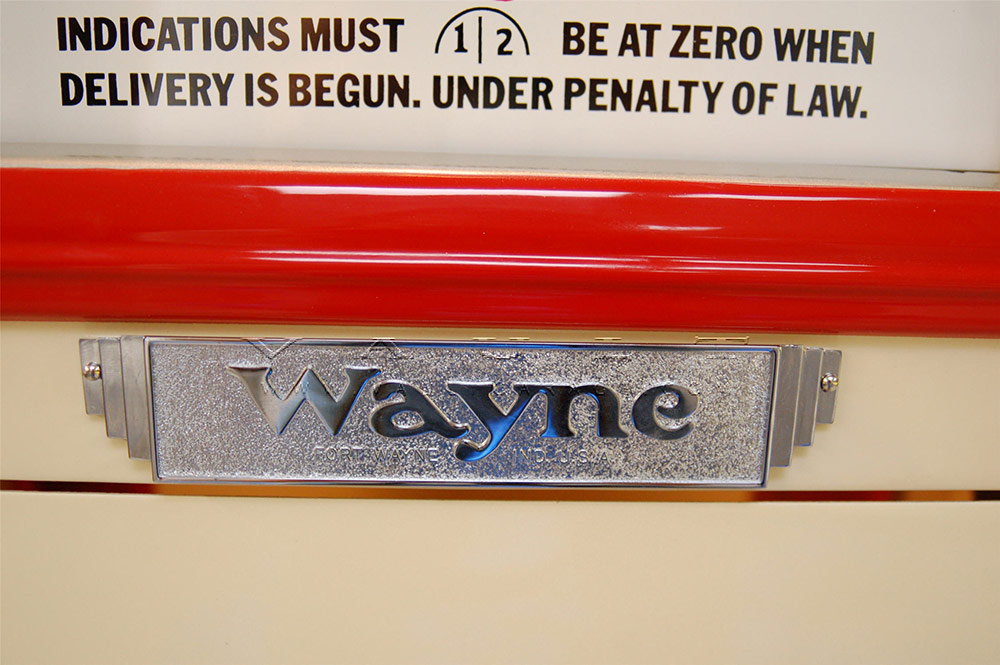 INDICATIONS MUST 1|2 BE AT ZERO WHEN
DELIVERY IS BEGUN. UNDER PENALTY OF LAW.
Wayne
FORT WAYNE IND. U.S.A.